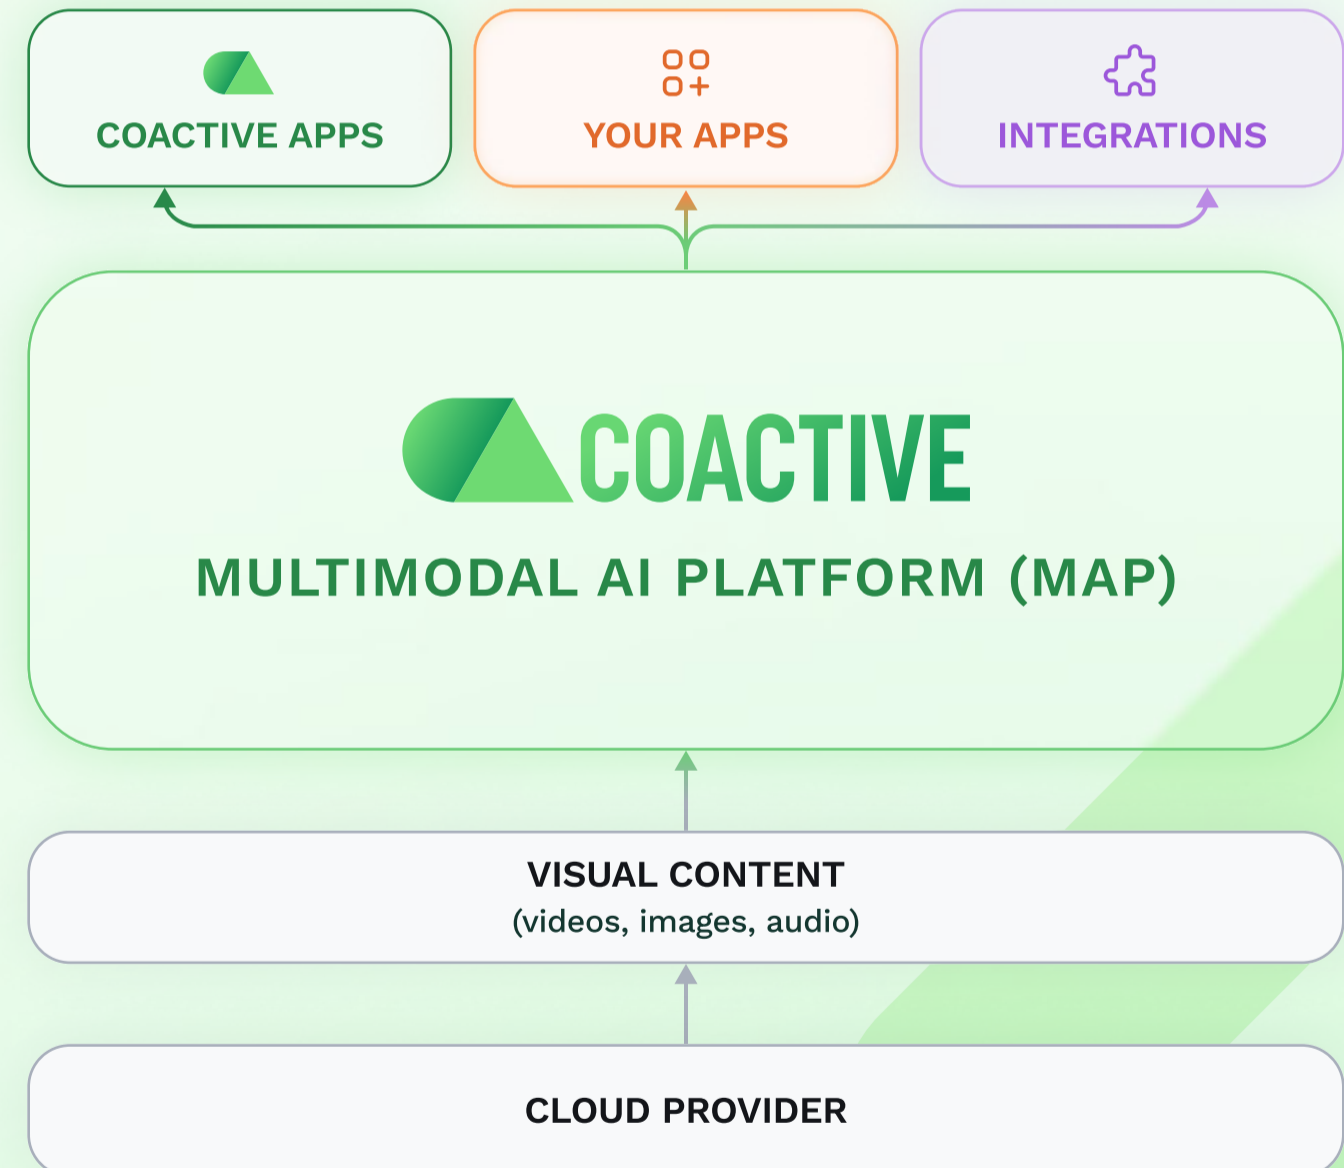 COACTIVE APPS
YOUR APPS
INTEGRATIONS
COACTIVE
MULTIMODAL AI PLATFORM (MAP)
VISUAL CONTENT
(videos, images, audio)
CLOUD PROVIDER